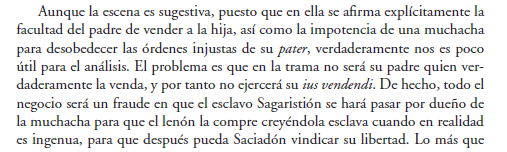 Aunque la escena es sugestiva, puesto que en ella se afirma explícitamente la
facultad del padre de vender a la hija, así como la impotencia de una muchacha
para desobedecer las órdenes injustas de su pater, verdaderamente nos es poco
útil para el análisis. El problema es que en la trama no será su padre quien ver-
daderamente la venda, y por tanto no ejercerá su ius vendendi. De hecho, todo el
negocio será un fraude en que el esclavo Sagaristión se hará pasar por dueño de
la muchacha para que el lenón la compre creyéndola esclava cuando en realidad
es ingenua, para que después pueda Saciadón vindicar su libertad. Lo más que